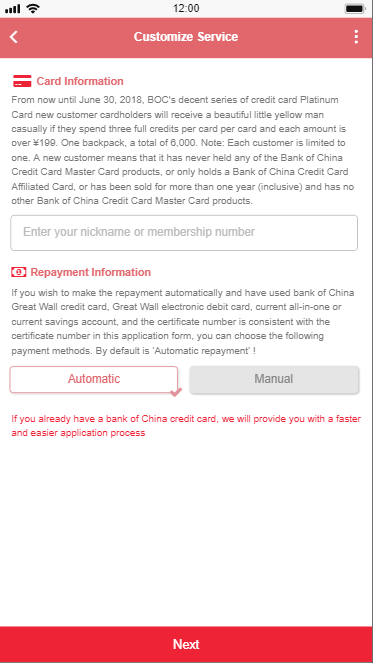 12:00
Customize Service
Card Information
From now until June 30, 2018, BOC's decent series of credit card Platinum
Card new customer cardholders will receive a beautiful little yellow man
casually if they spend three full credits per card per card and each amount is
over ¥199. One backpack, a total of 6,000. Note: Each customer is limited to
one. A new customer means that it has never held any of the Bank of China
Credit Card Master Card products, or only holds a Bank of China Credit Card
Affiliated Card, or has been sold for more than one year (inclusive) and has no
other Bank of China Credit Card Master Card products.
Enter your nickname or membership number
Repayment Information
If you wish to make the repayment automatically and have used bank of China
Great Wall credit card, Great Wall electronic debit card, current all-in-one or
current savings account, and the certificate number is consistent with the
certificate number in this application form, you can choose the following
payment methods. By default is 'Automatic repayment' !
Automatic
Manual
If you already have a bank of China credit card, we will provide you with a faster
and easier application process
Next